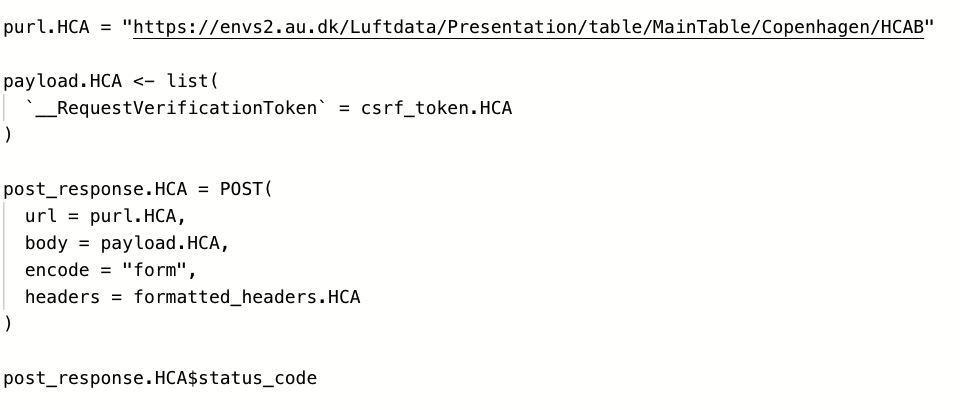 purl.HCA = "https://envs2.au.dk/Luftdata/Presentation/table/MainTable/Copenhagen/HCAB"
payload.HCA <- list(
`__RequestVerificationToken` = csrf_token.HCA
)
post_response.HCA = POST(
url = purl.HCA,
body = payload.HCA,
encode = "form",
headers = formatted_headers.HCA
)
post_response.HCA$status_code